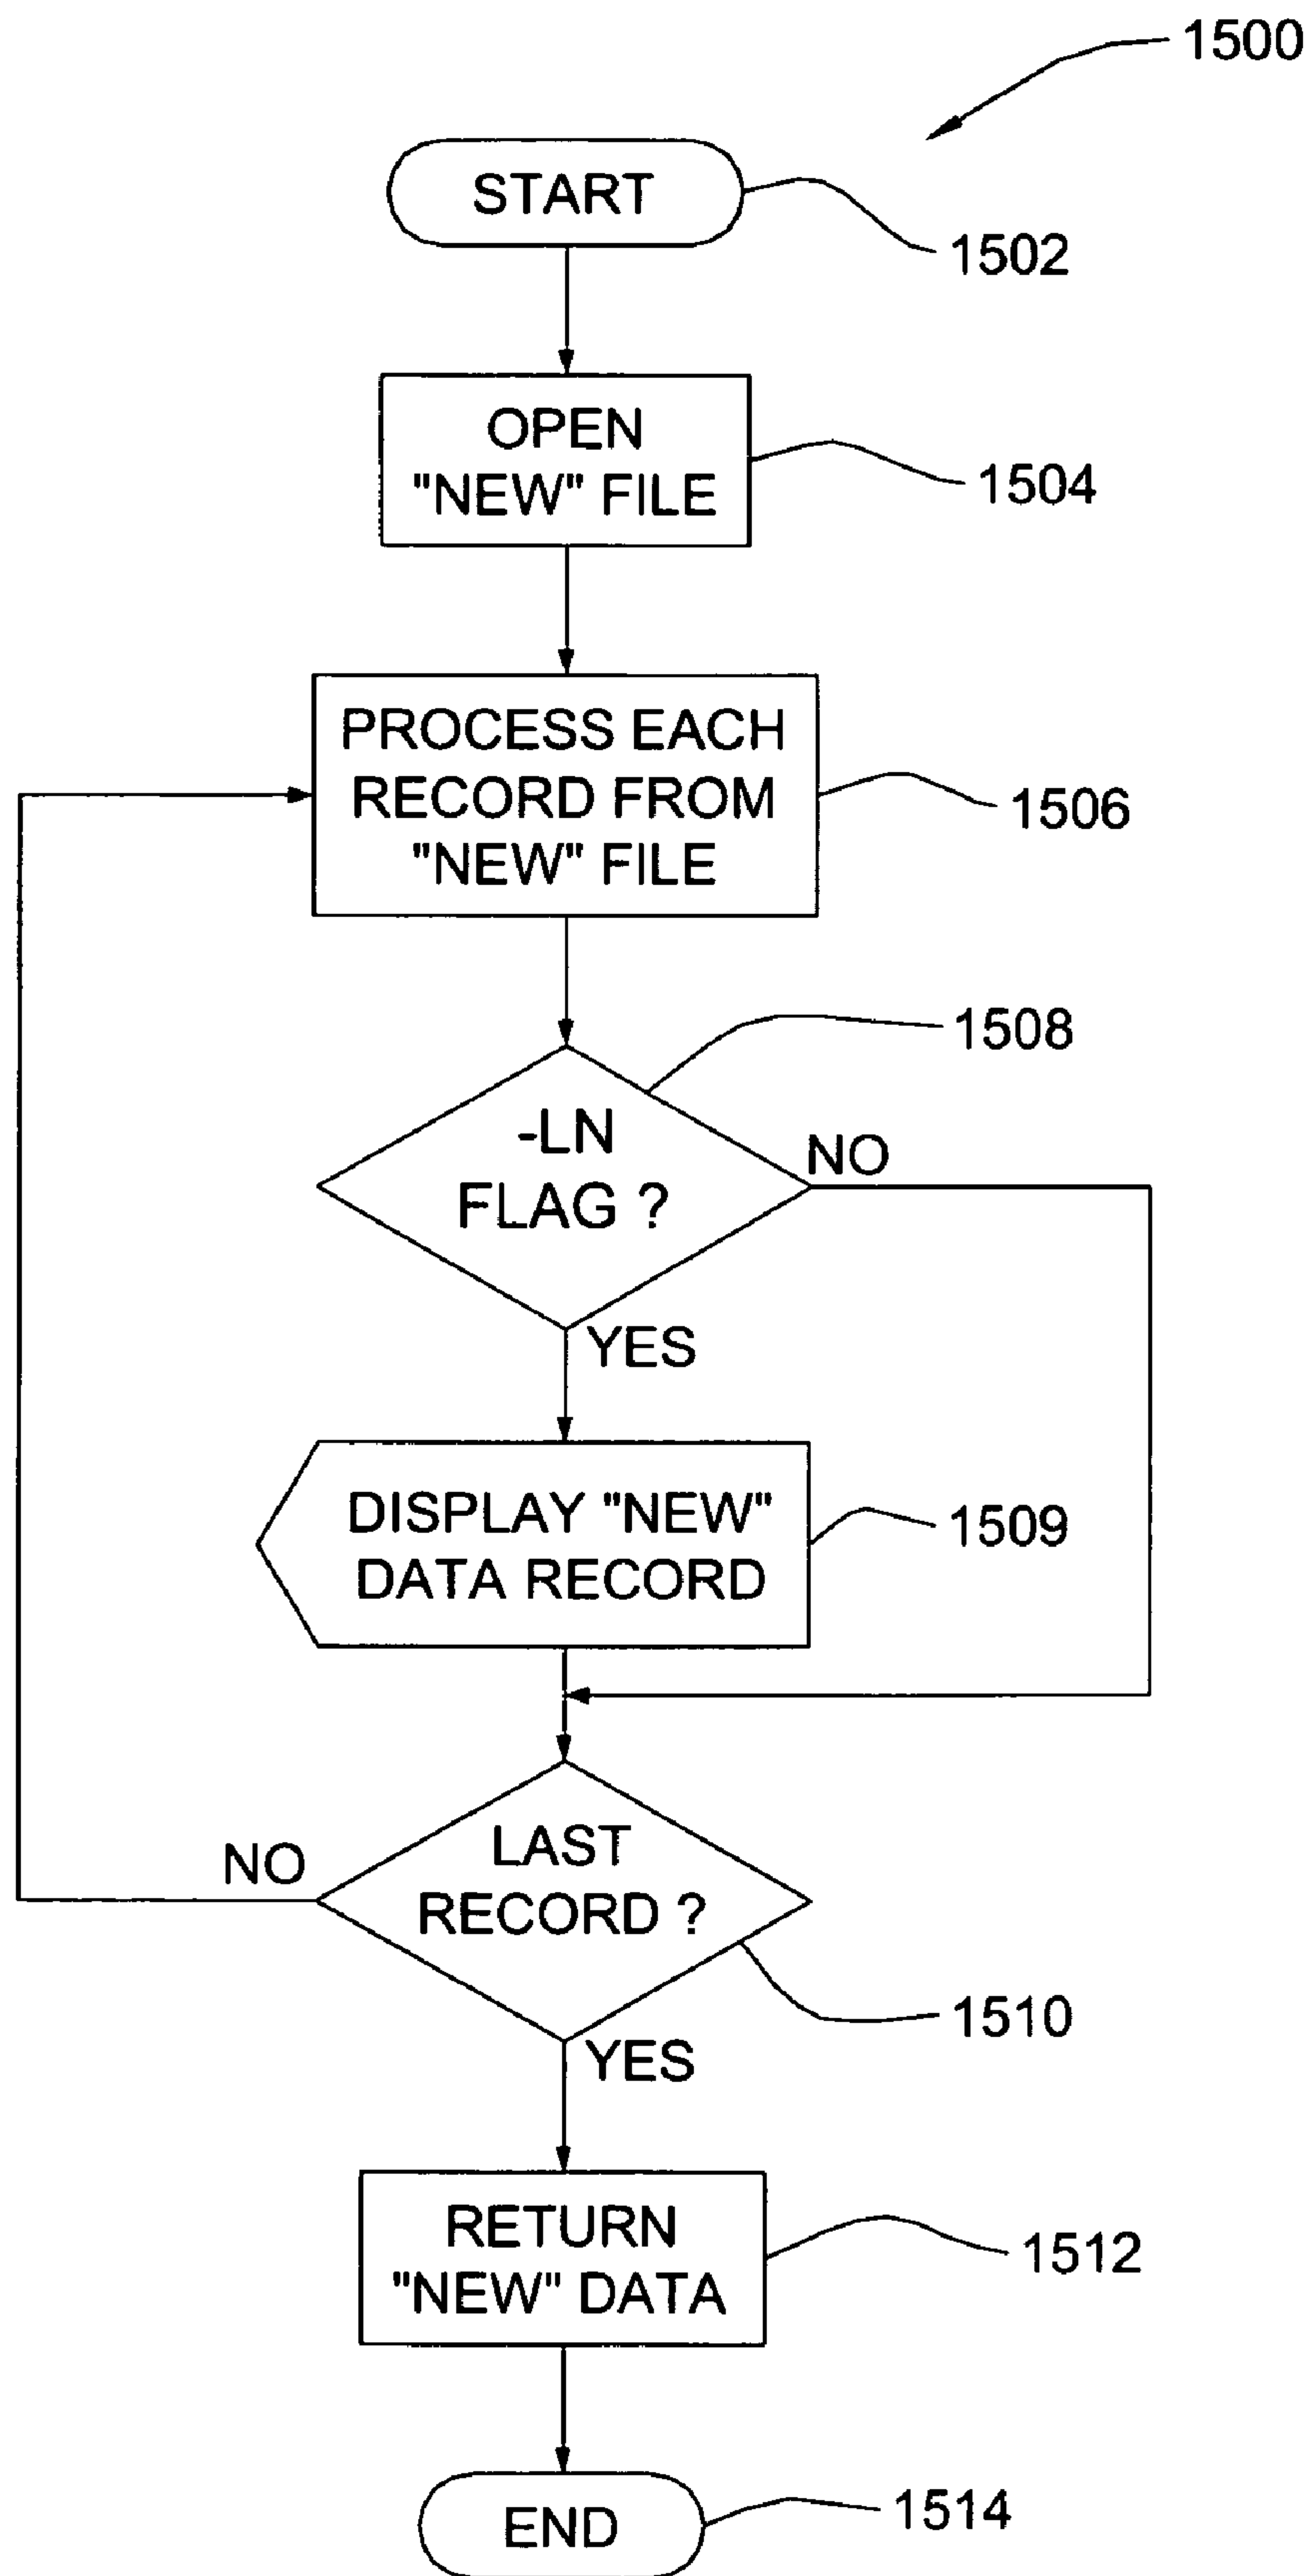 1500
START
1502
OPEN
"NEW" FILE
1504
PROCESS EACH
RECORD FROM
"NEW" FILE
1506
1508
-LN
FLAG ?
NO
YES
DISPLAY "NEW"
DATA RECORD
1509
LAST
RECORD ?
NO
1510
YES
RETURN
"NEW" DATA
1512
END
1514